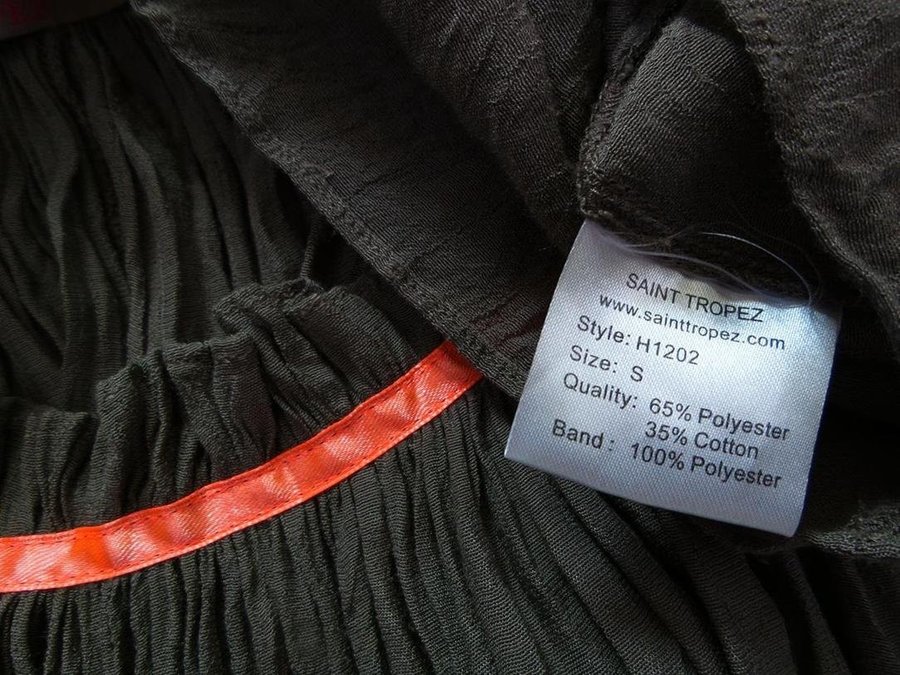 SAINT TROPEZ
www.sainttropez.com
Style: H1202
Size: S
Quality: 65% Polyester
35% Cotton
Band : 100% Polyester